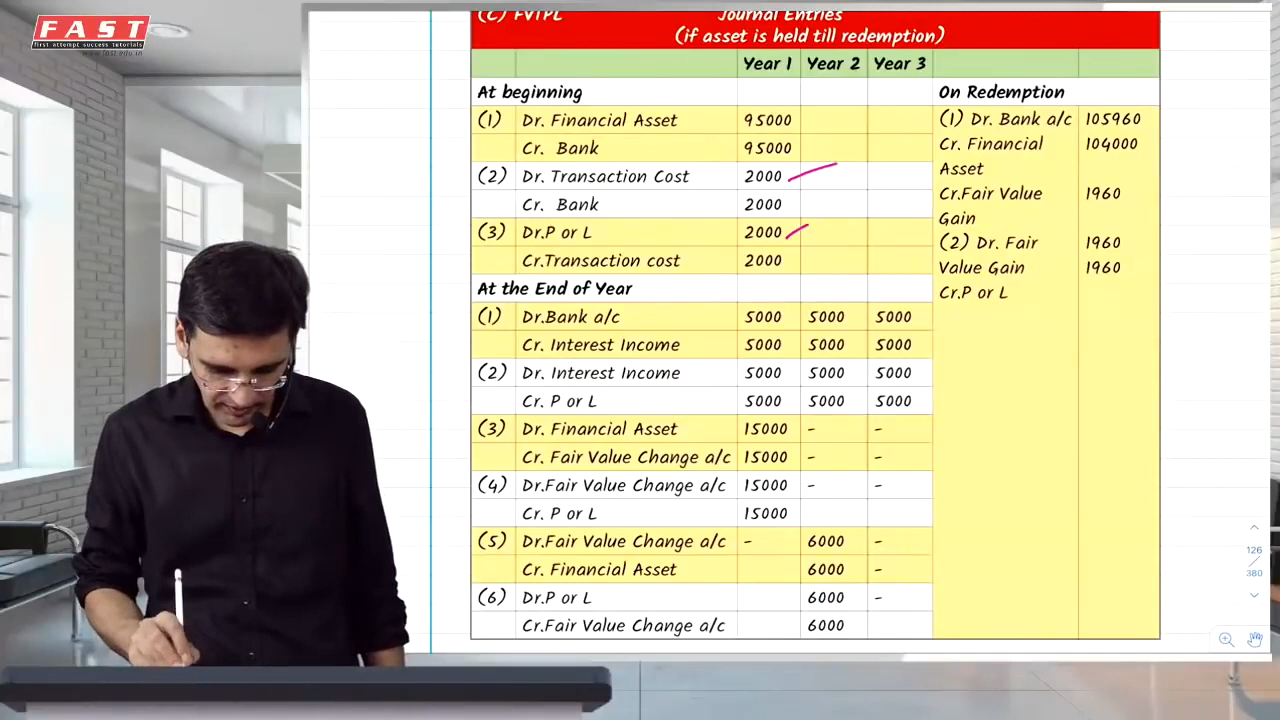 FAST
first attempt success tutorials
www.fast.edu.in
(C) FVTPL Journal Entries
(if asset is held till redemption)
Year 1 Year 2 Year 3
At beginning On Redemption
(1) Dr. Financial Asset 95000
Cr. Bank 95000
(2) Dr. Transaction Cost 2000
Cr. Bank 2000
(3) Dr.P or L 2000
Cr.Transaction cost 2000
At the End of Year
(1) Dr.Bank a/c 5000 5000 5000
Cr. Interest Income 5000 5000 5000
(2) Dr. Interest Income 5000 5000 5000
Cr. P or L 5000 5000 5000
(3) Dr. Financial Asset 15000 - -
Cr. Fair Value Change a/c 15000 - -
(4) Dr.Fair Value Change a/c 15000 - -
Cr. P or L 15000
(5) Dr.Fair Value Change a/c - 6000 -
Cr. Financial Asset 6000 -
(6) Dr.P or L 6000 -
Cr.Fair Value Change a/c 6000
(1) Dr. Bank a/c 105960
Cr. Financial 104000
Asset
Cr.Fair Value 1960
Gain
(2) Dr. Fair 1960
Value Gain 1960
Cr.P or L
126
380